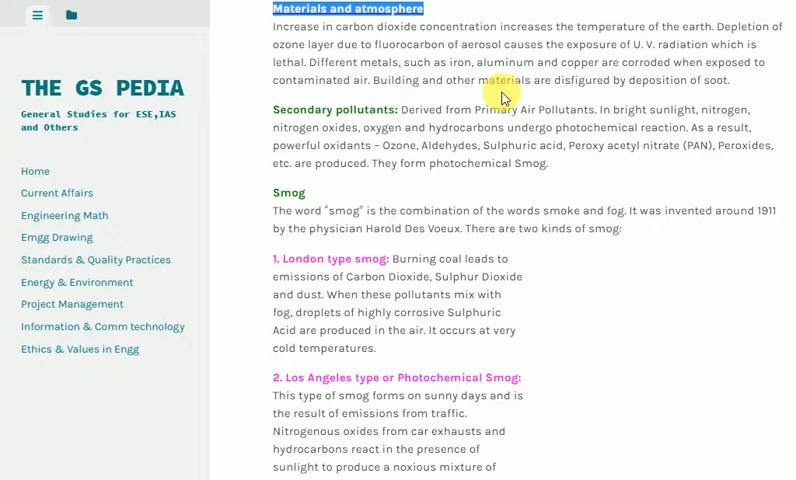 Materials and atmosphere
Increase in carbon dioxide concentration increases the temperature of the earth. Depletion of
ozone layer due to fluorocarbon of aerosol causes the exposure of U. V. radiation which is
lethal. Different metals, such as iron, aluminum and copper are corroded when exposed to
contaminated air. Building and other materials are disfigured by deposition of soot.
THE GS PEDIA
General Studies for ESE,IAS
and Others
Home
Current Affairs
Engineering Math
Emgg Drawing
Standards & Quality Practices
Energy & Environment
Project Management
Information & Comm technology
Ethics & Values in Engg
Secondary pollutants: Derived from Primary Air Pollutants. In bright sunlight, nitrogen,
nitrogen oxides, oxygen and hydrocarbons undergo photochemical reaction. As a result,
powerful oxidants – Ozone, Aldehydes, Sulphuric acid, Peroxy acetyl nitrate (PAN), Peroxides,
etc. are produced. They form photochemical Smog.
Smog
The word "smog" is the combination of the words smoke and fog. It was invented around 1911
by the physician Harold Des Voeux. There are two kinds of smog:
1. London type smog: Burning coal leads to
emissions of Carbon Dioxide, Sulphur Dioxide
and dust. When these pollutants mix with
fog, droplets of highly corrosive Sulphuric
Acid are produced in the air. It occurs at very
cold temperatures.
2. Los Angeles type or Photochemical Smog:
This type of smog forms on sunny days and is
the result of emissions from traffic.
Nitrogenous oxides from car exhausts and
hydrocarbons react in the presence of
sunlight to produce a noxious mixture of